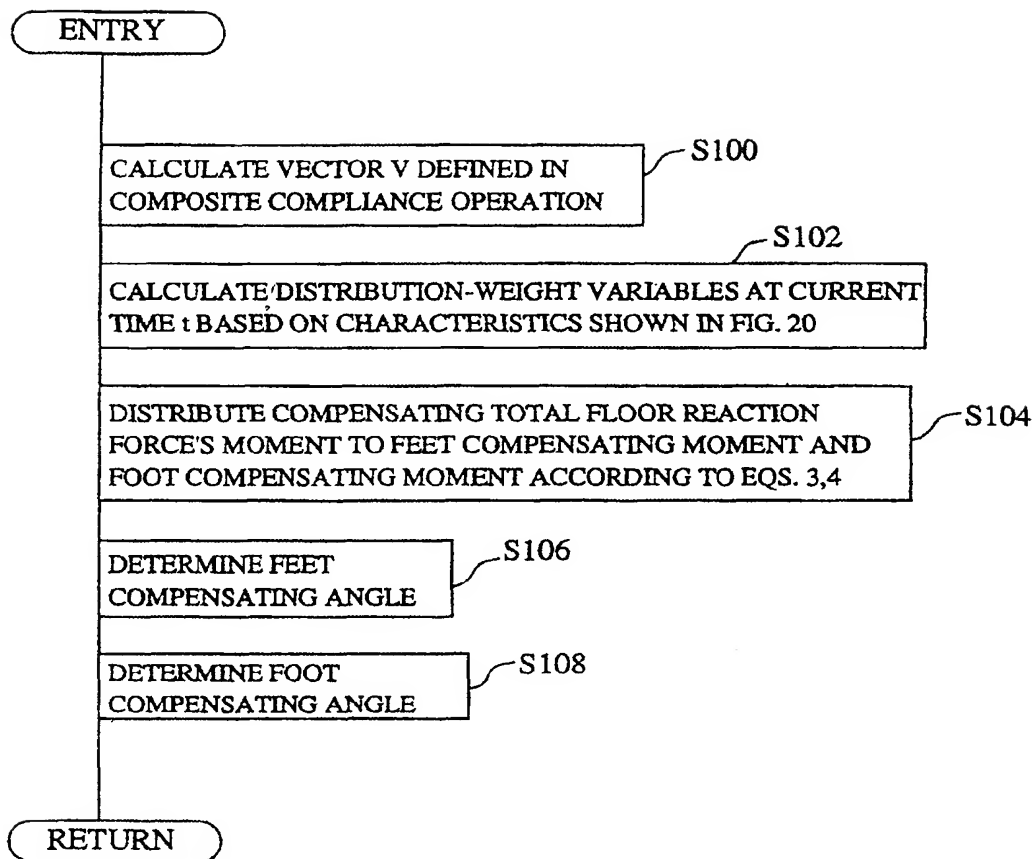 ENTRY
S100
CALCULATE VECTOR V DEFINED IN
COMPOSITE COMPLIANCE OPERATION
S102
CALCULATE DISTRIBUTION-WEIGHT VARIABLES AT CURRENT
TIME t BASED ON CHARACTERISTICS SHOWN IN FIG. 20
S104
DISTRIBUTE COMPENSATING TOTAL FLOOR REACTION
FORCE'S MOMENT TO FEET COMPENSATING MOMENT AND
FOOT COMPENSATING MOMENT ACCORDING TO EQS. 3,4
S106
DETERMINE FEET
COMPENSATING ANGLE
S108
DETERMINE FOOT
COMPENSATING ANGLE
RETURN